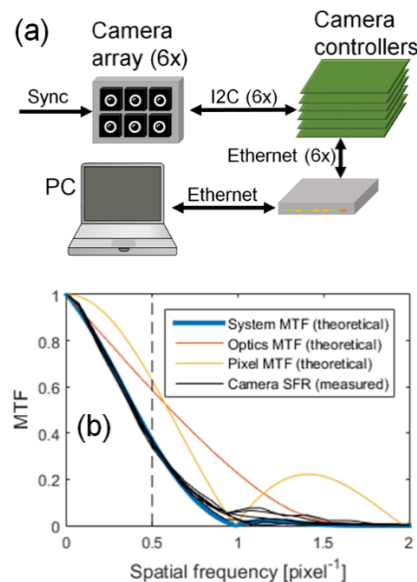 (a)
Camera
array (6x)
Camera
controllers
Sync
I2C (6x)
Ethernet (6x)
PC
Ethernet
(b)
MTF
1
0.8
0.6
0.4
0.2
0
System MTF (theoretical)
Optics MTF (theoretical)
Pixel MTF (theoretical)
Camera SFR (measured)
0 0.5 1 1.5 2
Spatial frequency [pixel⁻¹]